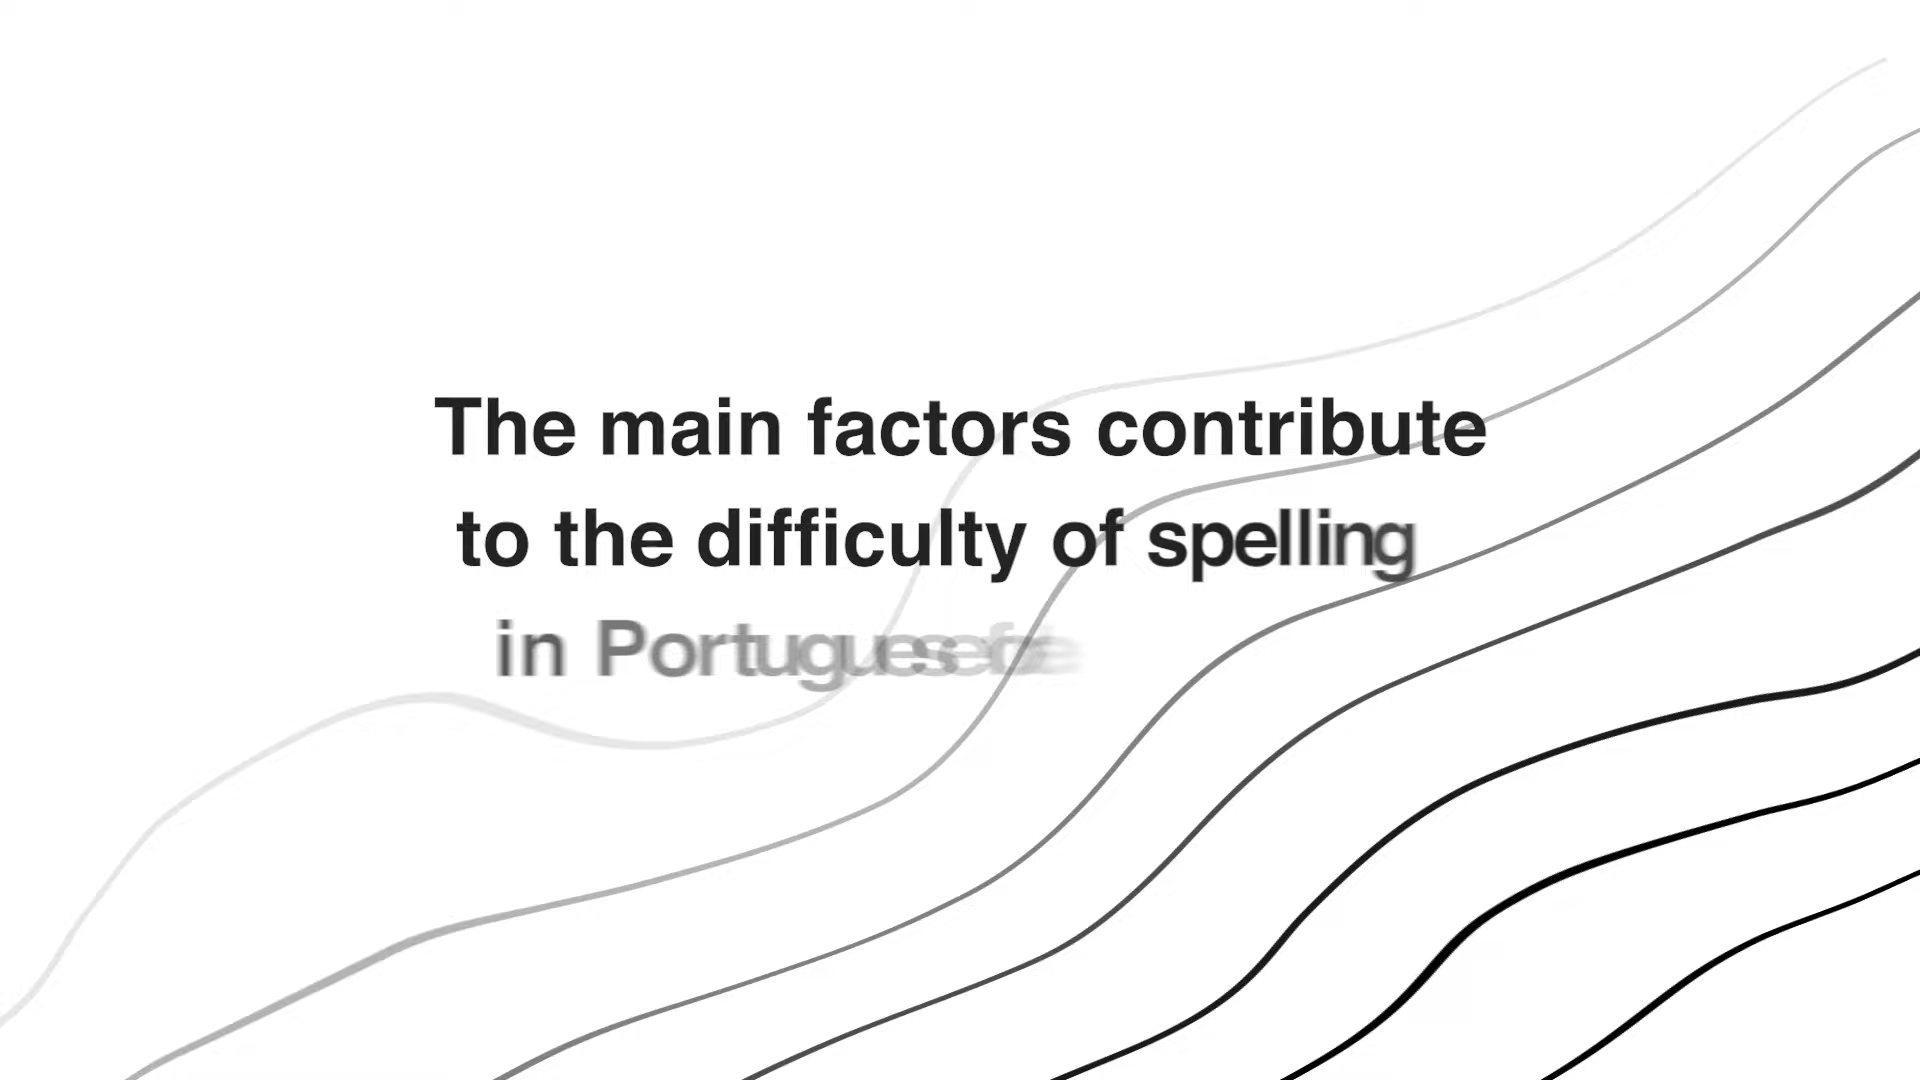 The main factors contribute
to the difficulty of spelling
in Portuguese